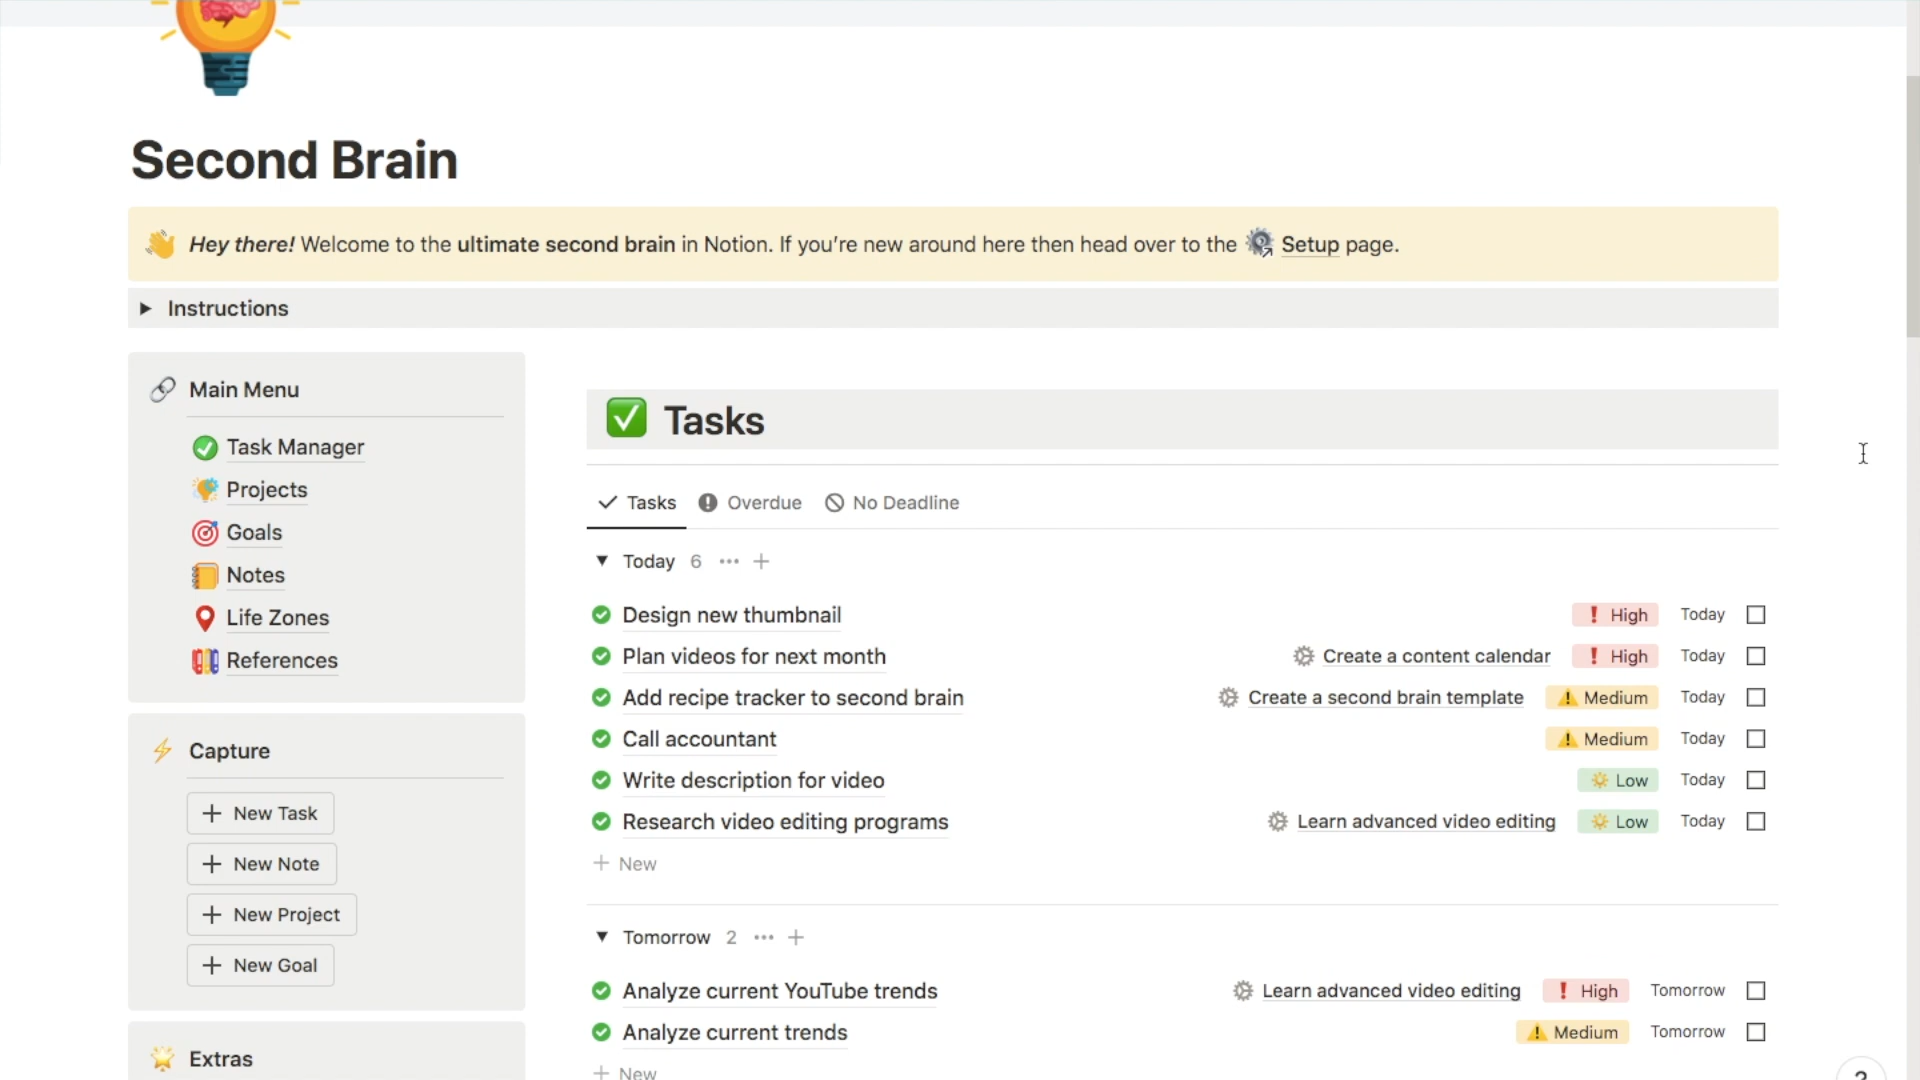 Second Brain
Hey there! Welcome to the ultimate second brain in Notion. If you're new around here then head over to the Setup page.
Instructions
Main Menu
Task Manager
Projects
Goals
Notes
Life Zones
References
Capture
+ New Task
+ New Note
+ New Project
+ New Goal
Extras
Tasks
Tasks Overdue No Deadline
Today 6 ••• +
Design new thumbnail High Today
Plan videos for next month Create a content calendar High Today
Add recipe tracker to second brain Create a second brain template Medium Today
Call accountant Medium Today
Write description for video Low Today
Research video editing programs Learn advanced video editing Low Today
+ New
Tomorrow 2 ••• +
Analyze current YouTube trends Learn advanced video editing High Tomorrow
Analyze current trends Medium Tomorrow
+ New
?